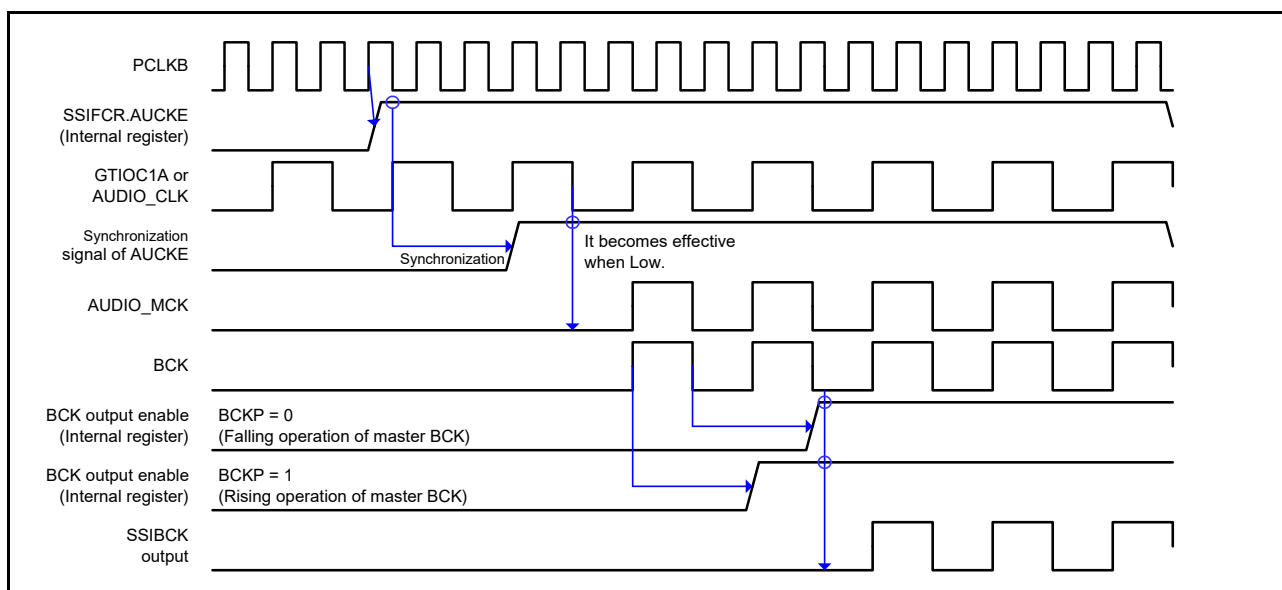 PCLKB
SSIFCR.AUCKE
(Internal register)
GTIOC1A or
AUDIO_CLK
Synchronization
signal of AUCKE
Synchronization
It becomes effective
when Low.
AUDIO_MCK
BCK
BCK output enable
(Internal register)
BCKP = 0
(Falling operation of master BCK)
BCK output enable
(Internal register)
BCKP = 1
(Rising operation of master BCK)
SSIBCK
output